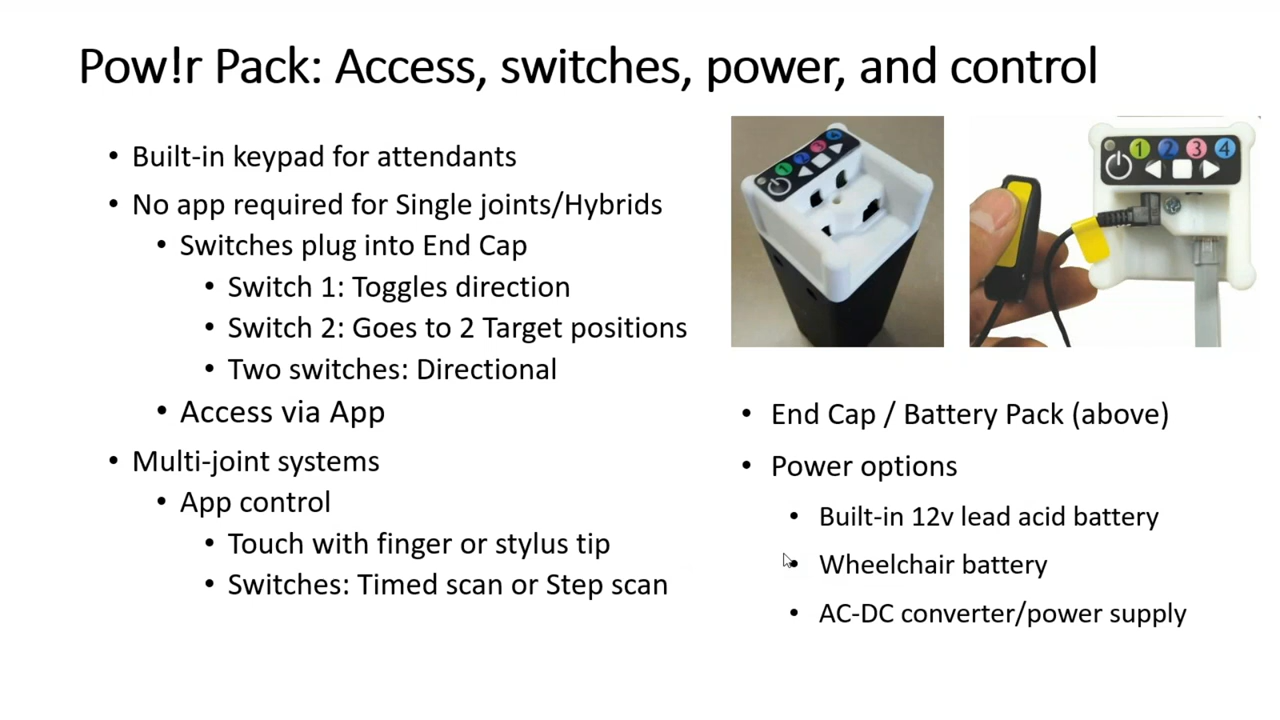 Pow!r Pack: Access, switches, power, and control
• Built-in keypad for attendants
• No app required for Single joints/Hybrids
• Switches plug into End Cap
• Switch 1: Toggles direction
• Switch 2: Goes to 2 Target positions
• Two switches: Directional
• Access via App
• Multi-joint systems
• App control
• Touch with finger or stylus tip
• Switches: Timed scan or Step scan
1 2 3 4
1 2 3 4
• End Cap / Battery Pack (above)
• Power options
• Built-in 12v lead acid battery
• Wheelchair battery
• AC-DC converter/power supply